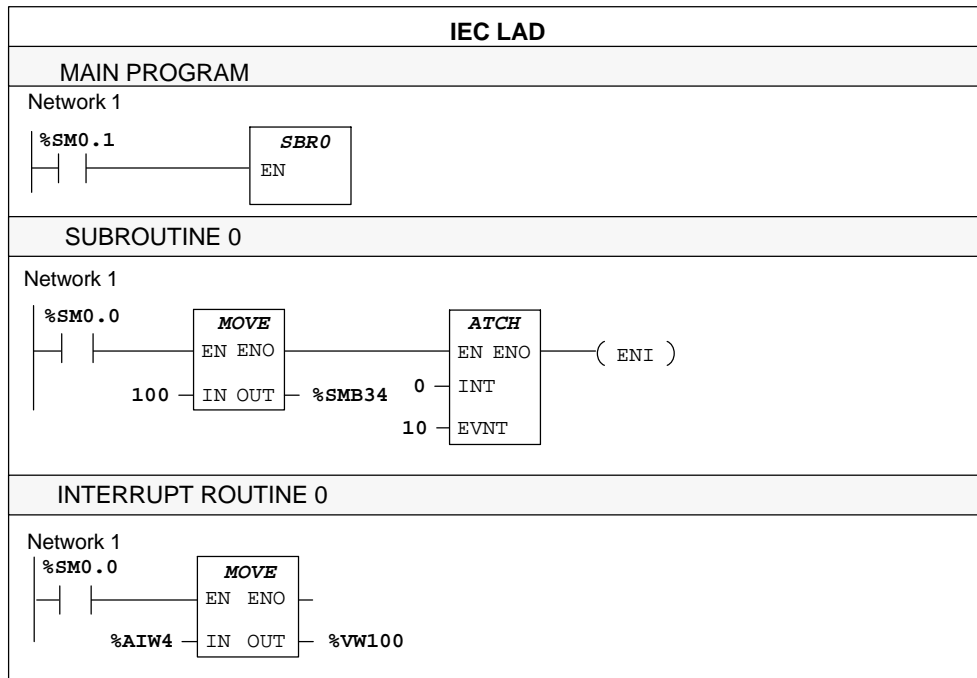 IEC LAD
MAIN PROGRAM
Network 1
%SM0.1
SBR0
EN
SUBROUTINE 0
Network 1
%SM0.0
MOVE
ATCH
EN ENO
EN ENO
( ENI )
100
IN OUT
%SMB34
0
INT
10
EVNT
INTERRUPT ROUTINE 0
Network 1
%SM0.0
MOVE
EN ENO
%AIW4
IN OUT
%VW100